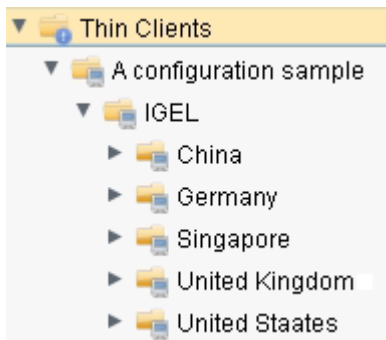 Thin Clients
A configuration sample
IGEL
China
Germany
Singapore
United Kingdom
United Staates